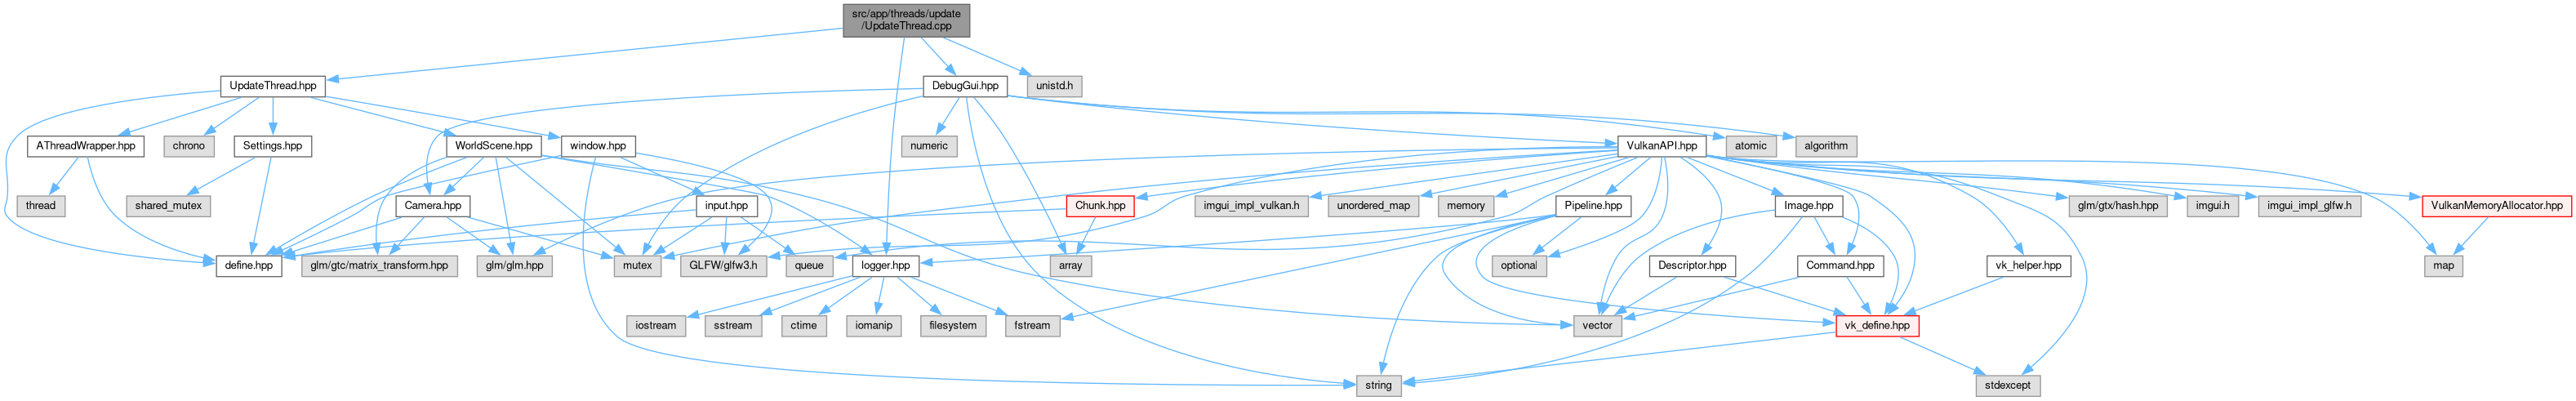 src/app/threads/update
/UpdateThread.cpp
UpdateThread.hpp
DebugGui.hpp
unistd.h
AThreadWrapper.hpp
chrono
Settings.hpp
WorldScene.hpp
window.hpp
numeric
VulkanAPI.hpp
atomic
algorithm
thread
shared_mutex
Camera.hpp
input.hpp
Chunk.hpp
imgui_impl_vulkan.h
unordered_map
memory
Pipeline.hpp
Image.hpp
glm/gtx/hash.hpp
imgui.h
imgui_impl_glfw.h
VulkanMemoryAllocator.hpp
define.hpp
glm/gtc/matrix_transform.hpp
glm/glm.hpp
mutex
GLFW/glfw3.h
queue
logger.hpp
array
optional
Descriptor.hpp
Command.hpp
vk_helper.hpp
map
iostream
sstream
ctime
iomanip
filesystem
fstream
vector
vk_define.hpp
string
stdexcept